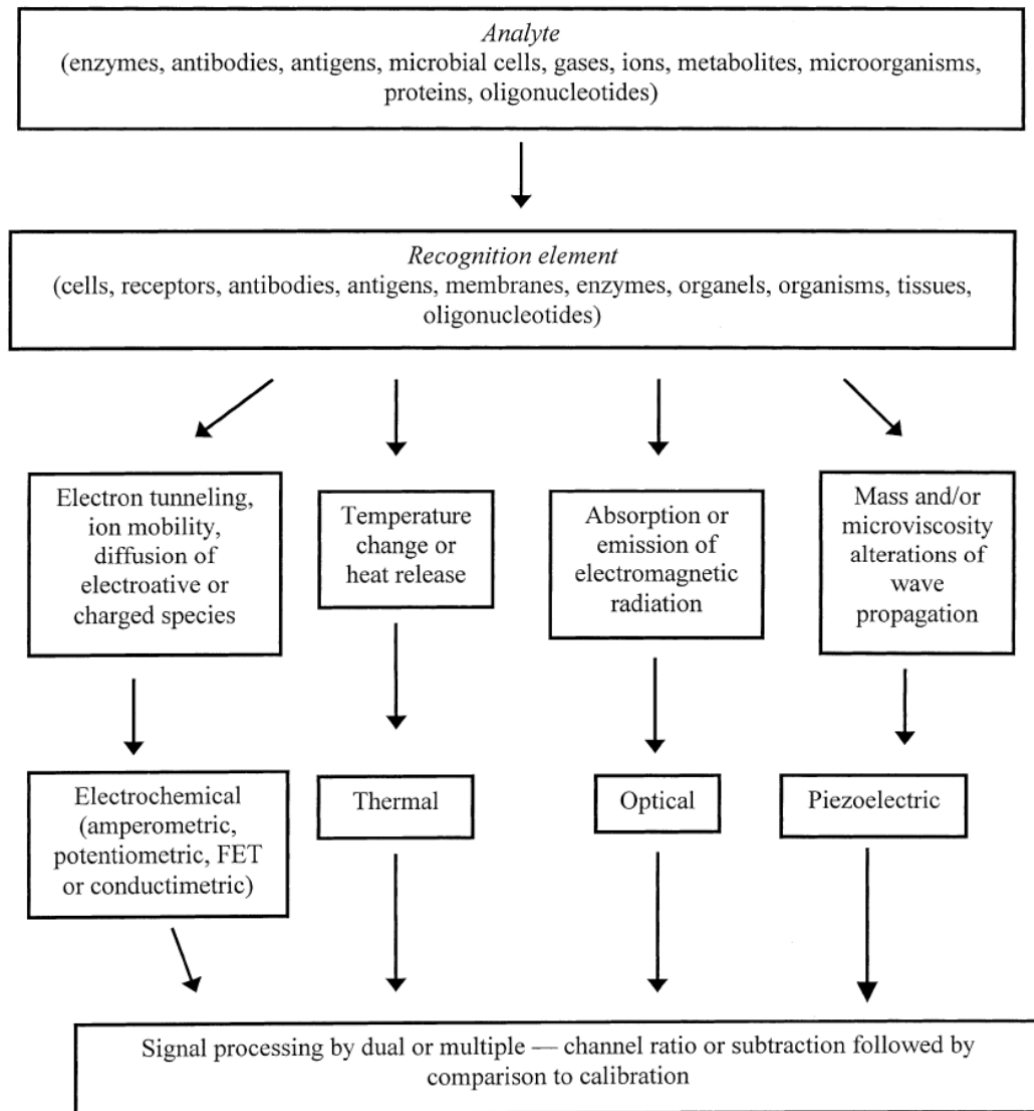 Analyte
(enzymes, antibodies, antigens, microbial cells, gases, ions, metabolites, microorganisms,
proteins, oligonucleotides)
Recognition element
(cells, receptors, antibodies, antigens, membranes, enzymes, organels, organisms, tissues,
oligonucleotides)
Electron tunneling,
ion mobility,
diffusion of
electroative or
charged species
Temperature
change or
heat release
Absorption or
emission of
electromagnetic
radiation
Mass and/or
microviscosity
alterations of
wave
propagation
Electrochemical
(amperometric,
potentiometric, FET
or conductimetric)
Thermal
Optical
Piezoelectric
Signal processing by dual or multiple — channel ratio or subtraction followed by
comparison to calibration